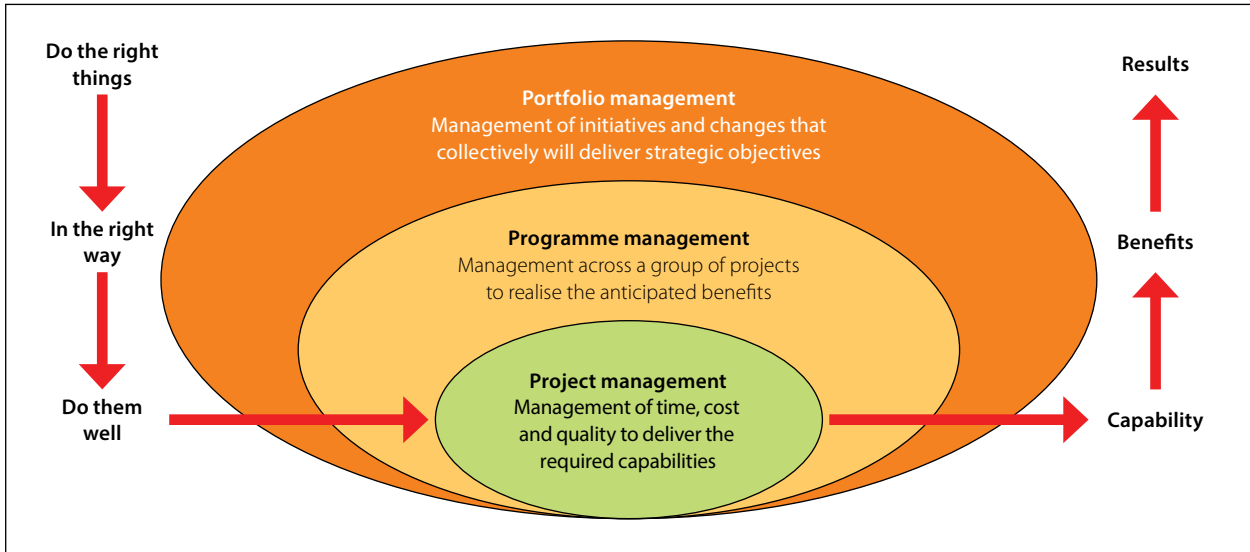 Do the right
things
In the right
way
Do them
well
Portfolio management
Management of initiatives and changes that
collectively will deliver strategic objectives
Programme management
Management across a group of projects
to realise the anticipated benefits
Project management
Management of time, cost
and quality to deliver the
required capabilities
Results
Benefits
Capability